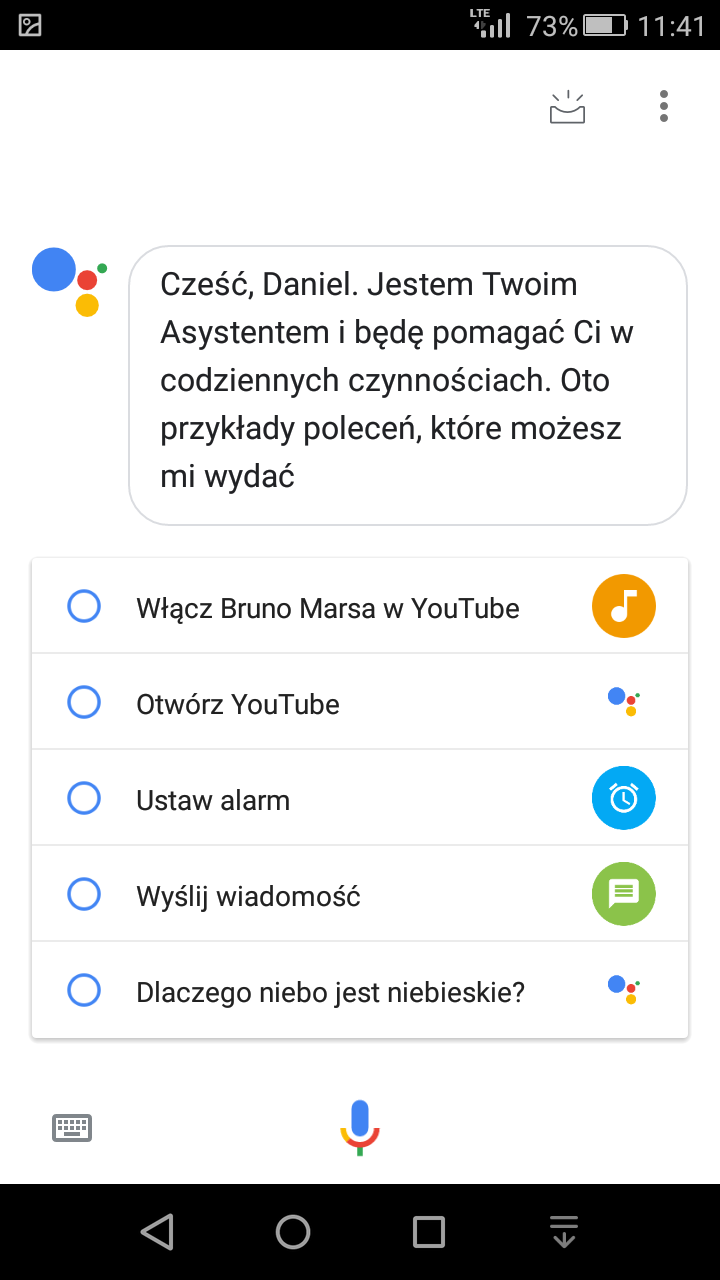 LTE 73% 11:41
Cześć, Daniel. Jestem Twoim
Asystentem i będę pomagać Ci w
codziennych czynnościach. Oto
przykłady poleceń, które możesz
mi wydać
Włącz Bruno Marsa w YouTube
Otwórz YouTube
Ustaw alarm
Wyślij wiadomość
Dlaczego niebo jest niebieskie?